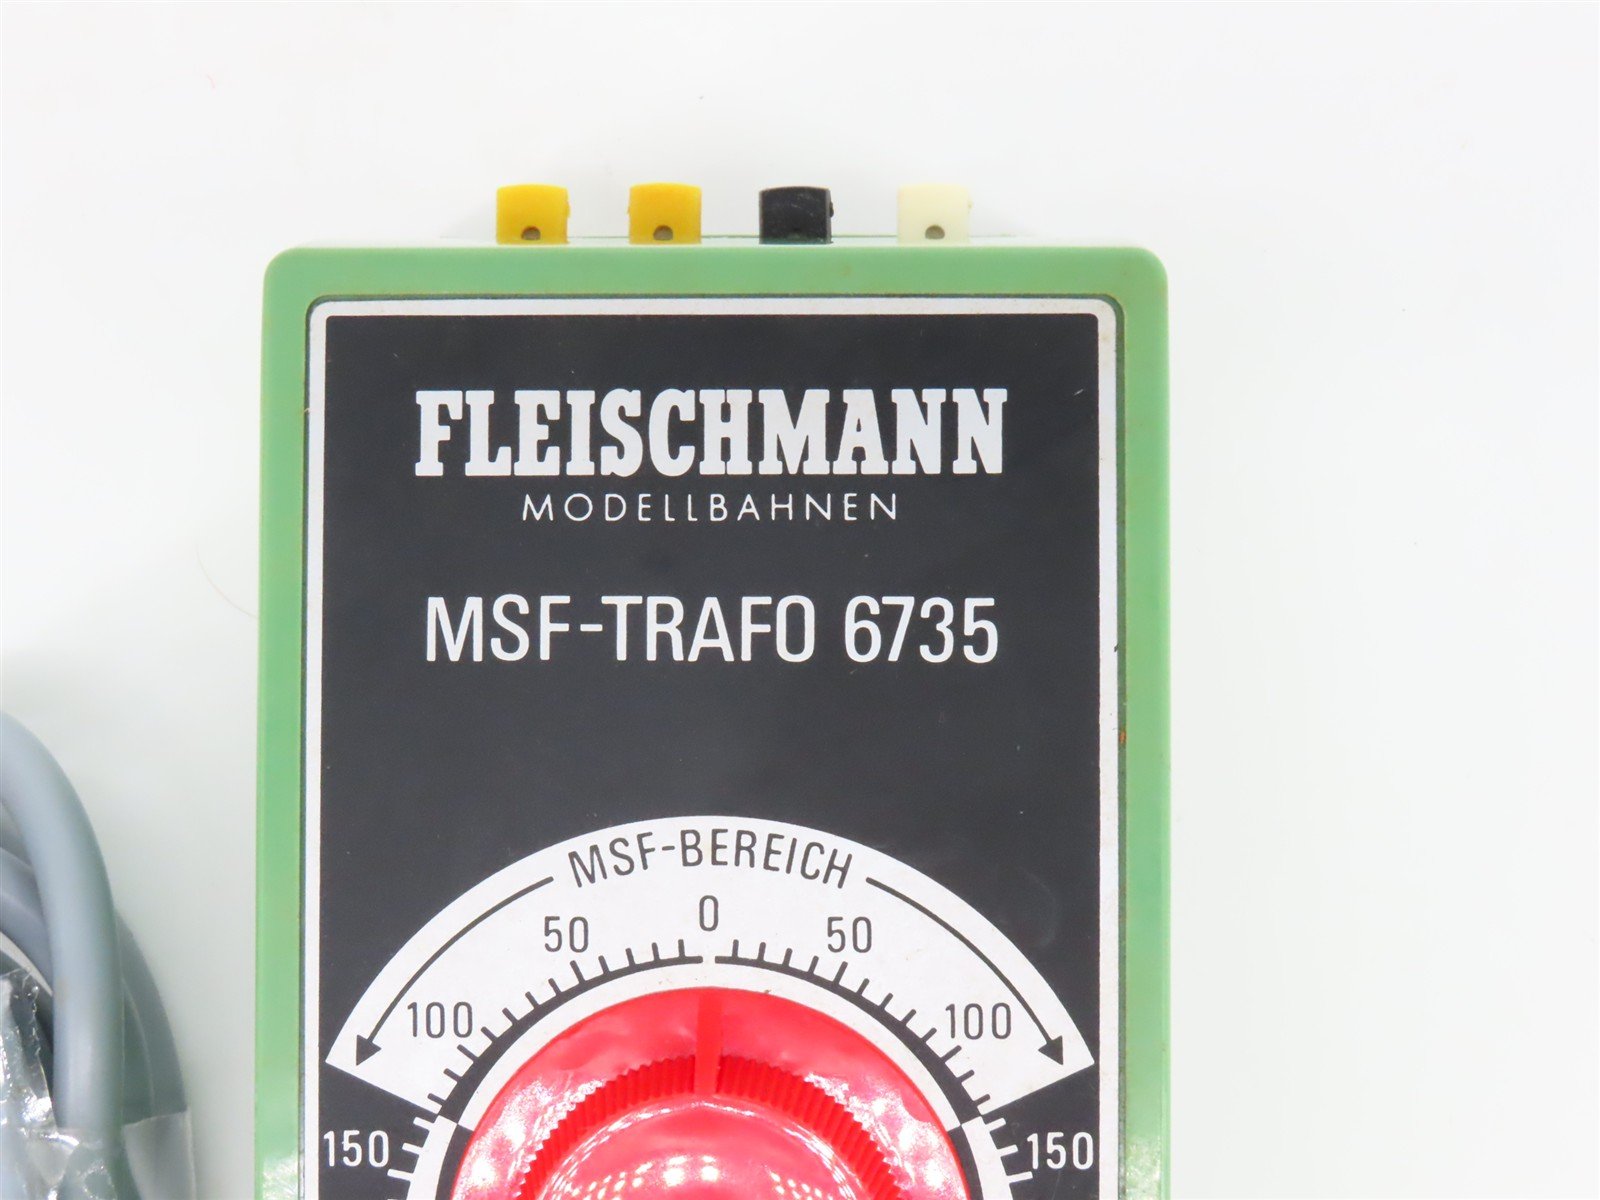 FLEISCHMANN
MODELLBAHNEN
MSF-TRAFO 6735
MSF-BEREICH
0
50 50
100 100
150 150